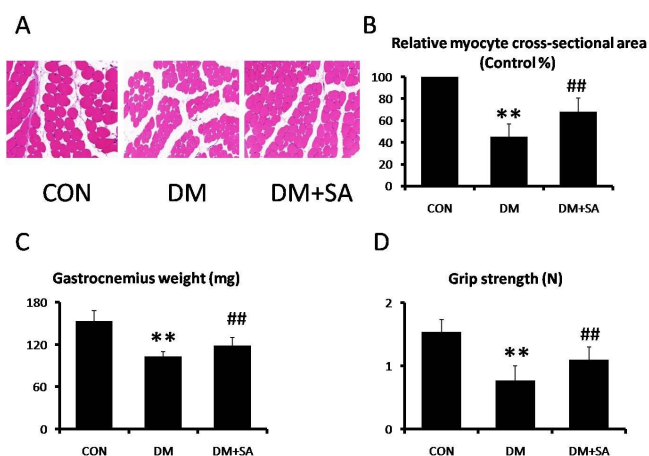 A
CON
DM
DM+SA
B
Relative myocyte cross-sectional area
(Control %)
100
80
60
40
20
0
**
##
CON
DM
DM+SA
C
Gastrocnemius weight (mg)
180
120
60
0
**
##
CON
DM
DM+SA
D
Grip strength (N)
2
1
0
**
##
CON
DM
DM+SA